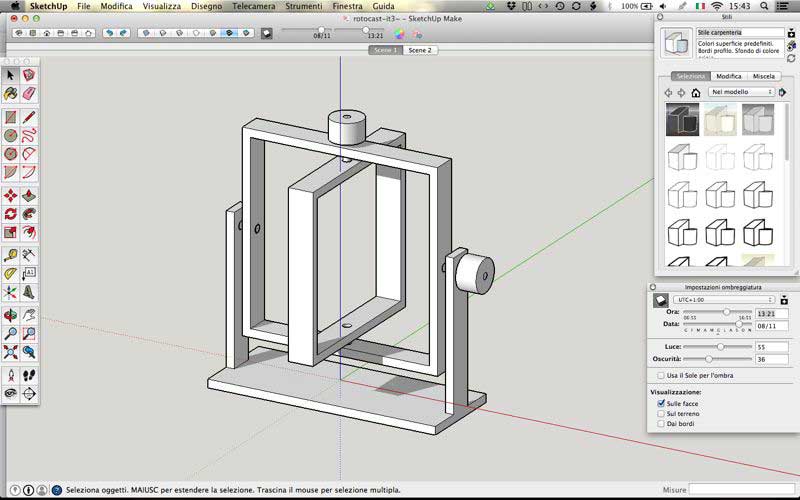 SketchUp File Modifica Visualizza Disegno Telecamera Strumenti Finestra Guida
100% 15:43
rotocast-it3~ - SketchUp Make
08/11 13:21
Scene 1 Scene 2
Stili
Stile carpenteria
Colori superficie predefiniti.
Bordi profilo. Sfondo di colore
Seleziona Modifica Miscela
Nel modello
Impostazioni ombreggiatura
UTC+1:00
Ora: 13:21
06:51 16:51
Data: 08/11
G F M A M G L A S O N D
Luce: 55
Oscurità: 36
Usa il Sole per l'ombra
Visualizzazione:
Sulle facce
Sul terreno
Dai bordi
Seleziona oggetti. MAIUSC per estendere la selezione. Trascina il mouse per selezione multipla.
Misure